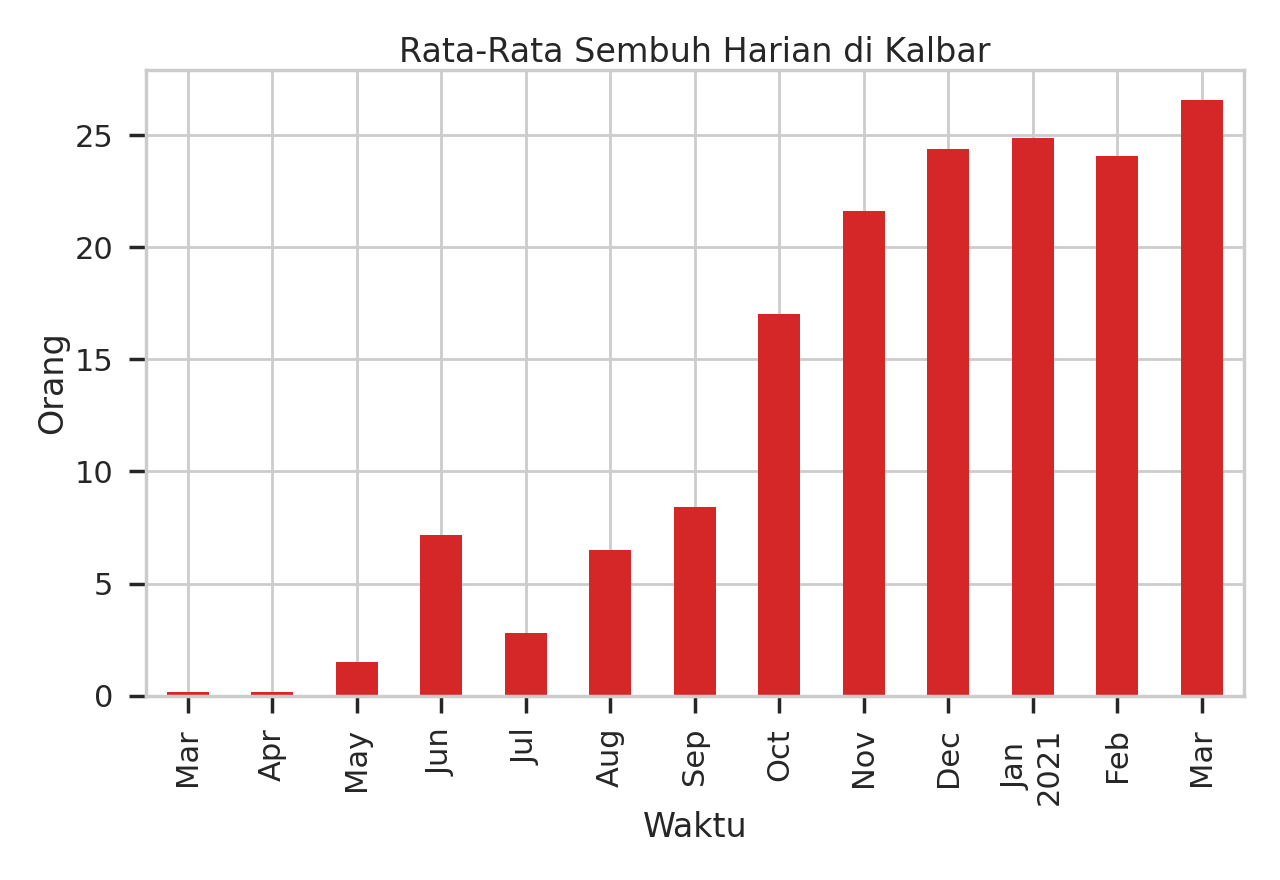 Rata-Rata Sembuh Harian di Kalbar
Orang
25
20
15
10
5
0
Mar
Apr
May
Jun
Jul
Aug
Sep
Oct
Nov
Dec
Jan
2021
Feb
Mar
Waktu